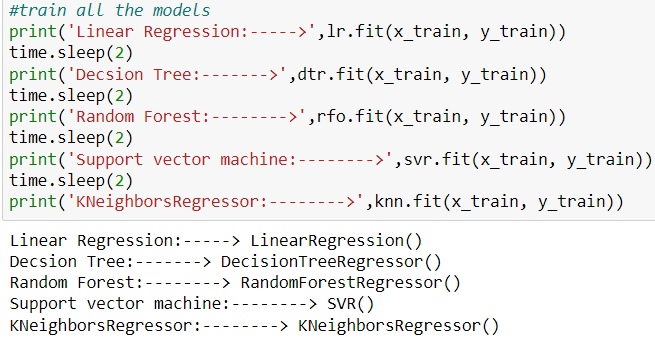 #train all the models
print('Linear Regression:----->',lr.fit(x_train, y_train))
time.sleep(2)
print('Decsion Tree:------->',dtr.fit(x_train, y_train))
time.sleep(2)
print('Random Forest:-------->',rfo.fit(x_train, y_train))
time.sleep(2)
print('Support vector machine:-------->',svr.fit(x_train, y_train))
time.sleep(2)
print('KNeighborsRegressor:-------->',knn.fit(x_train, y_train))
Linear Regression:-----> LinearRegression()
Decsion Tree:-------> DecisionTreeRegressor()
Random Forest:--------> RandomForestRegressor()
Support vector machine:--------> SVR()
KNeighborsRegressor:--------> KNeighborsRegressor()